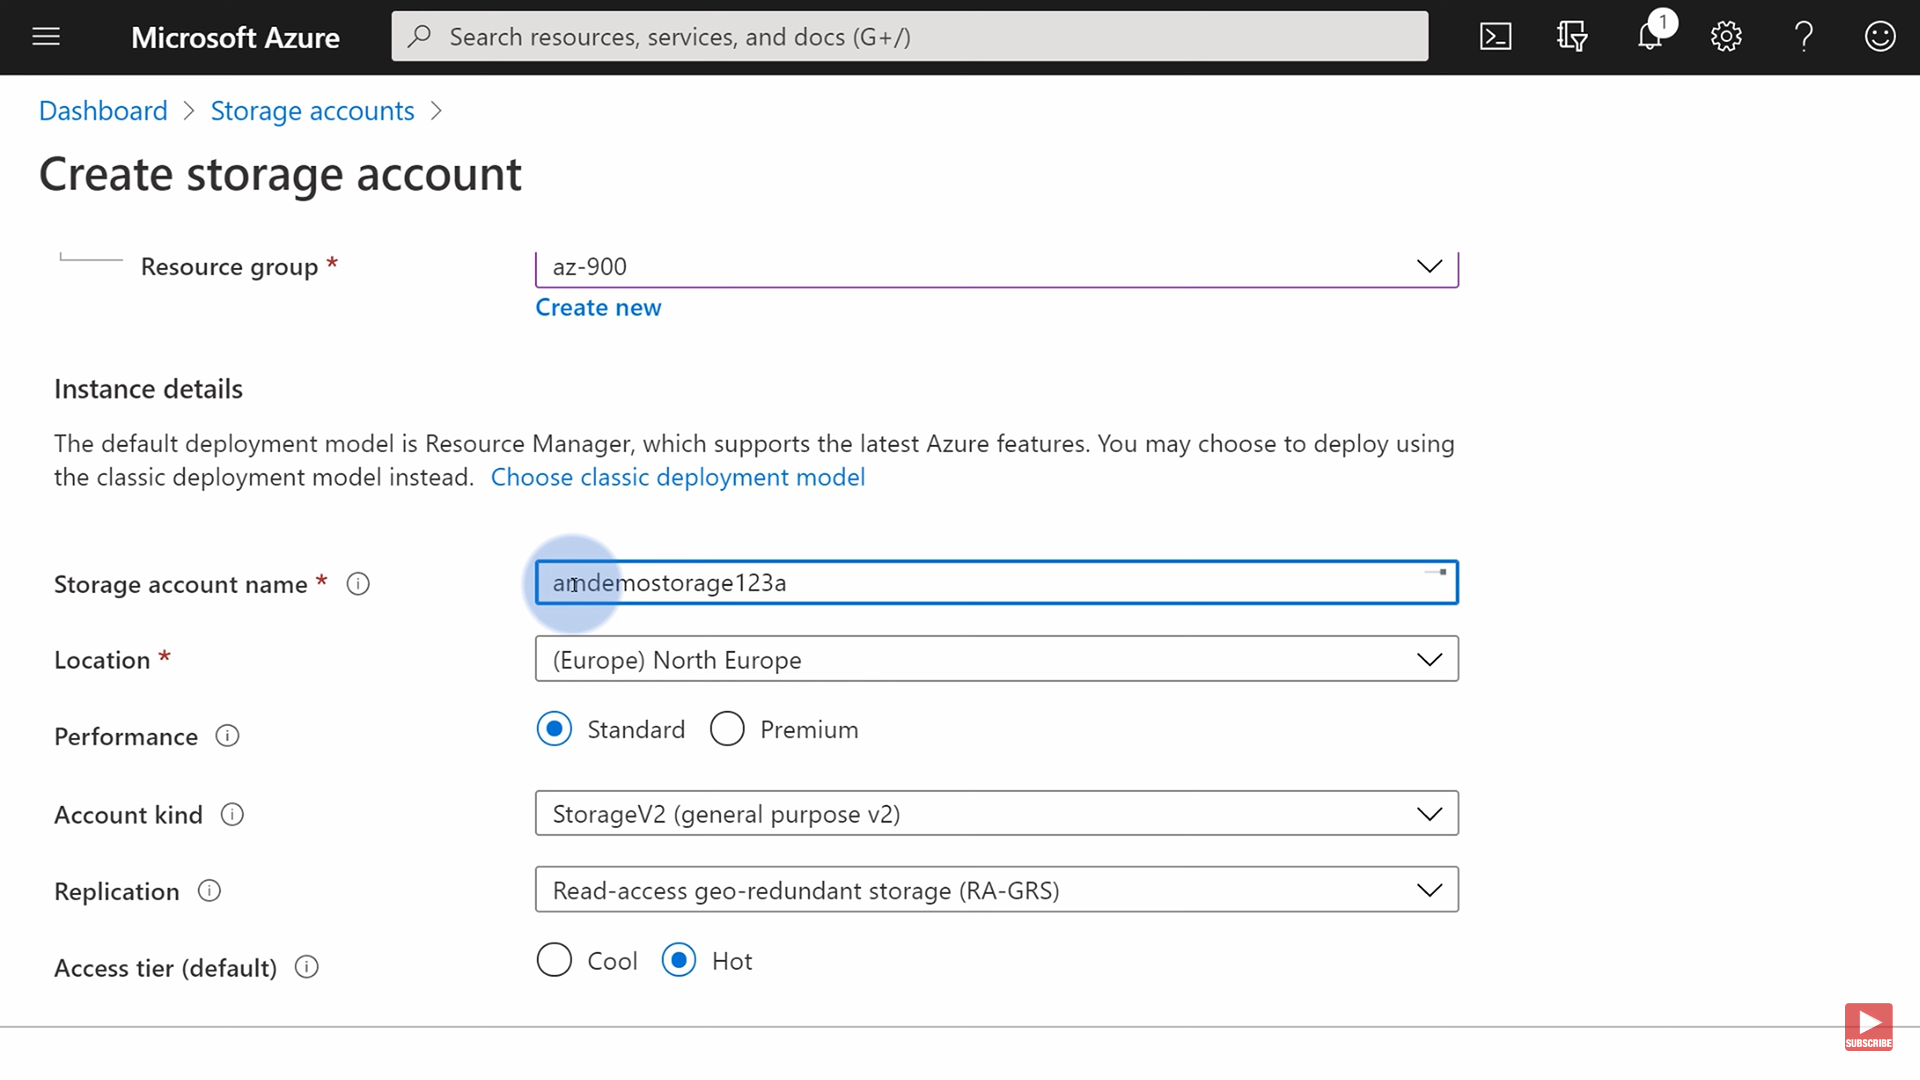 Microsoft Azure
Search resources, services, and docs (G+/)
1
Dashboard > Storage accounts >
Create storage account
Resource group *
az-900
Create new
Instance details
The default deployment model is Resource Manager, which supports the latest Azure features. You may choose to deploy using
the classic deployment model instead. Choose classic deployment model
Storage account name *
amdemostorage123a
Location *
(Europe) North Europe
Performance
Standard
Premium
Account kind
StorageV2 (general purpose v2)
Replication
Read-access geo-redundant storage (RA-GRS)
Access tier (default)
Cool
Hot
SUBSCRIBE